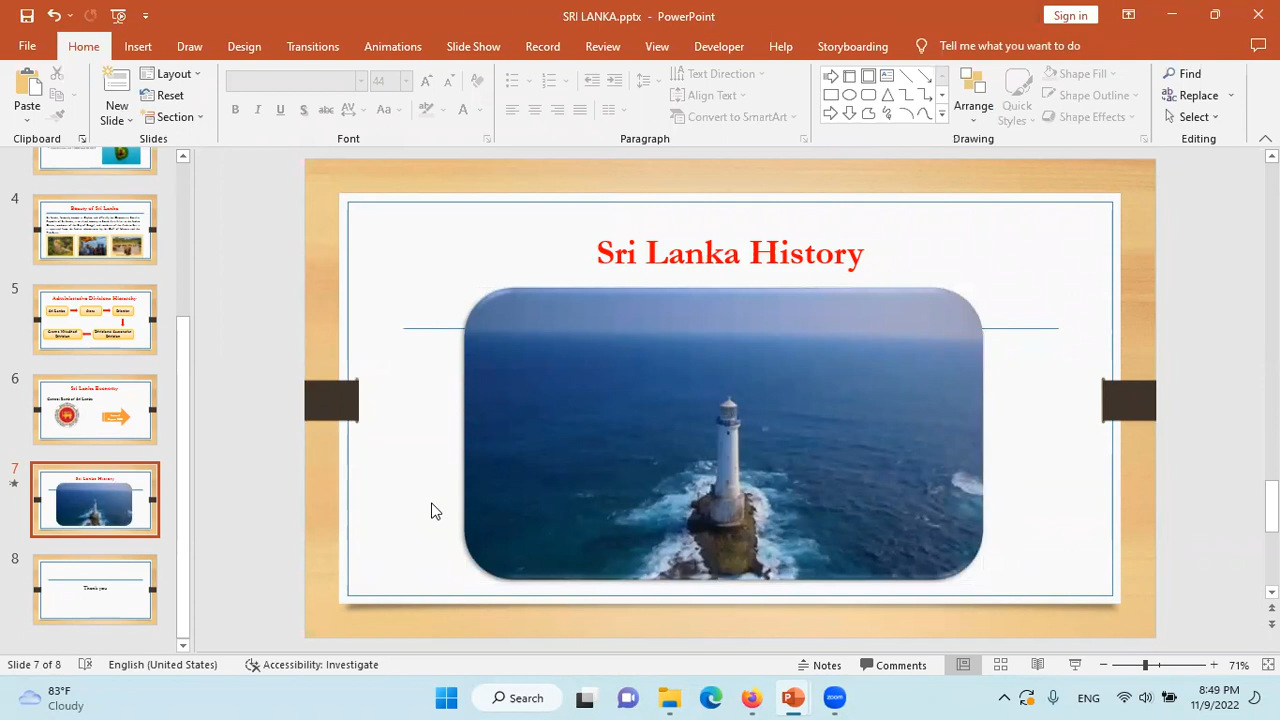 SRI LANKA.pptx - PowerPoint
Sign in
File Home Insert Draw Design Transitions Animations Slide Show Record Review View Developer Help Storyboarding Tell me what you want to do
Paste
Clipboard
New Slide
Layout
Reset
Section
Slides
44
Font
Paragraph
Text Direction
Align Text
Convert to SmartArt
Arrange
Quick Styles
Shape Fill
Shape Outline
Shape Effects
Drawing
Find
Replace
Select
Editing
4
Beauty of Sri Lanka
5
Administrative Divisions Hierarchy
6
Sri Lanka Economy
Central Bank of Sri Lanka
7
Sri Lanka History
8
Thank you
Sri Lanka History
Slide 7 of 8 English (United States) Accessibility: Investigate Notes Comments 71%
83°F
Cloudy
Search
zoom
ENG
8:49 PM
11/9/2022